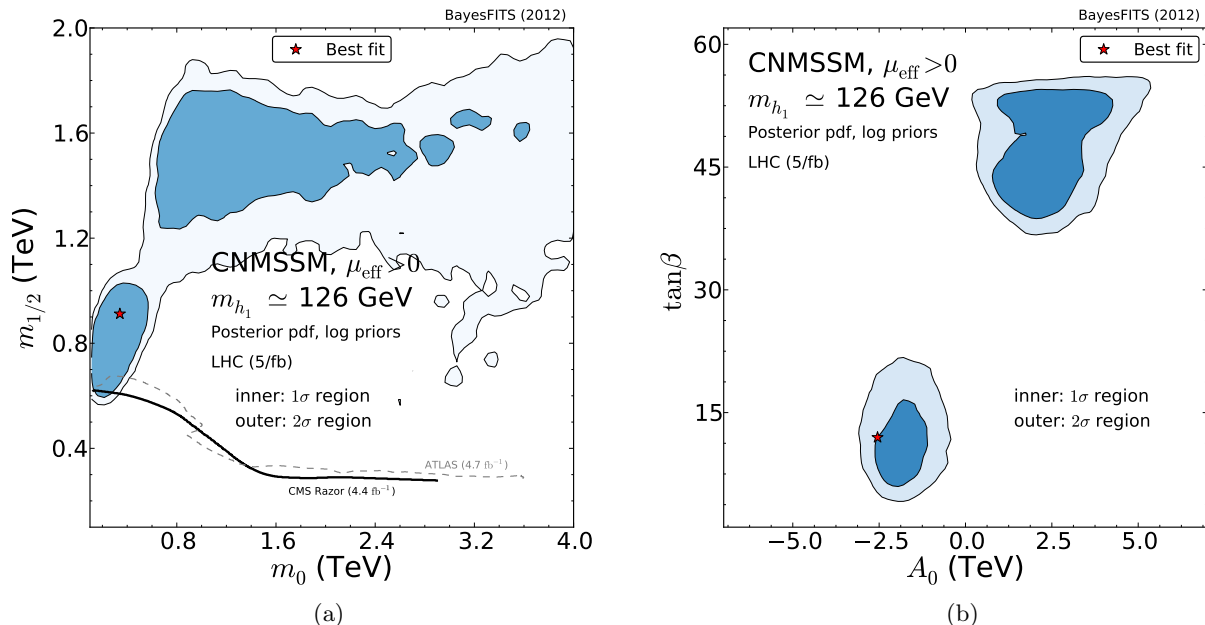 BayesFITS (2012)
2.0
1.6
1.2
0.8
0.4
m₁/₂ (TeV)
Best fit
CNMSSM, μeff >0
mh₁ ≃ 126 GeV
Posterior pdf, log priors
LHC (5/fb)
inner: 1σ region
outer: 2σ region
ATLAS (4.7 fb⁻¹)
CMS Razor (4.4 fb⁻¹)
0.8 1.6 2.4 3.2 4.0
m₀ (TeV)
(a)
BayesFITS (2012)
60
45
30
15
tanβ
Best fit
CNMSSM, μeff >0
mh₁ ≃ 126 GeV
Posterior pdf, log priors
LHC (5/fb)
inner: 1σ region
outer: 2σ region
−5.0 −2.5 0.0 2.5 5.0
A₀ (TeV)
(b)